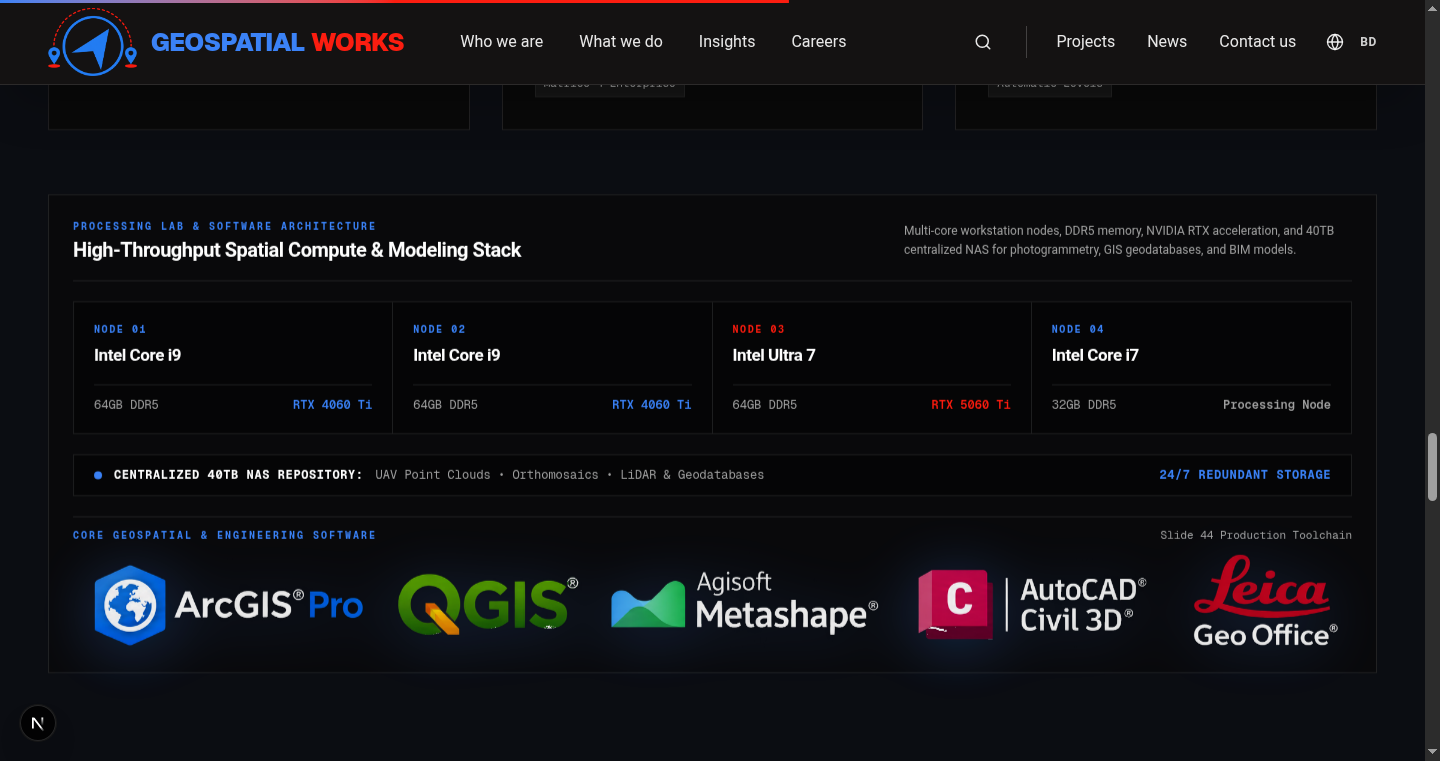 GEOSPATIAL WORKS
Who we are
What we do
Insights
Careers
Projects
News
Contact us
BD
PROCESSING LAB & SOFTWARE ARCHITECTURE
High-Throughput Spatial Compute & Modeling Stack
Multi-core workstation nodes, DDR5 memory, NVIDIA RTX acceleration, and 40TB
centralized NAS for photogrammetry, GIS geodatabases, and BIM models.
NODE 01
Intel Core i9
64GB DDR5
RTX 4060 Ti
NODE 02
Intel Core i9
64GB DDR5
RTX 4060 Ti
NODE 03
Intel Ultra 7
64GB DDR5
RTX 5060 Ti
NODE 04
Intel Core i7
32GB DDR5
Processing Node
CENTRALIZED 40TB NAS REPOSITORY: UAV Point Clouds • Orthomosaics • LiDAR & Geodatabases
24/7 REDUNDANT STORAGE
CORE GEOSPATIAL & ENGINEERING SOFTWARE
Slide 44 Production Toolchain
ArcGIS® Pro
QGIS®
Agisoft
Metashape®
C
AutoCAD®
Civil 3D®
Leica
Geo Office®
N